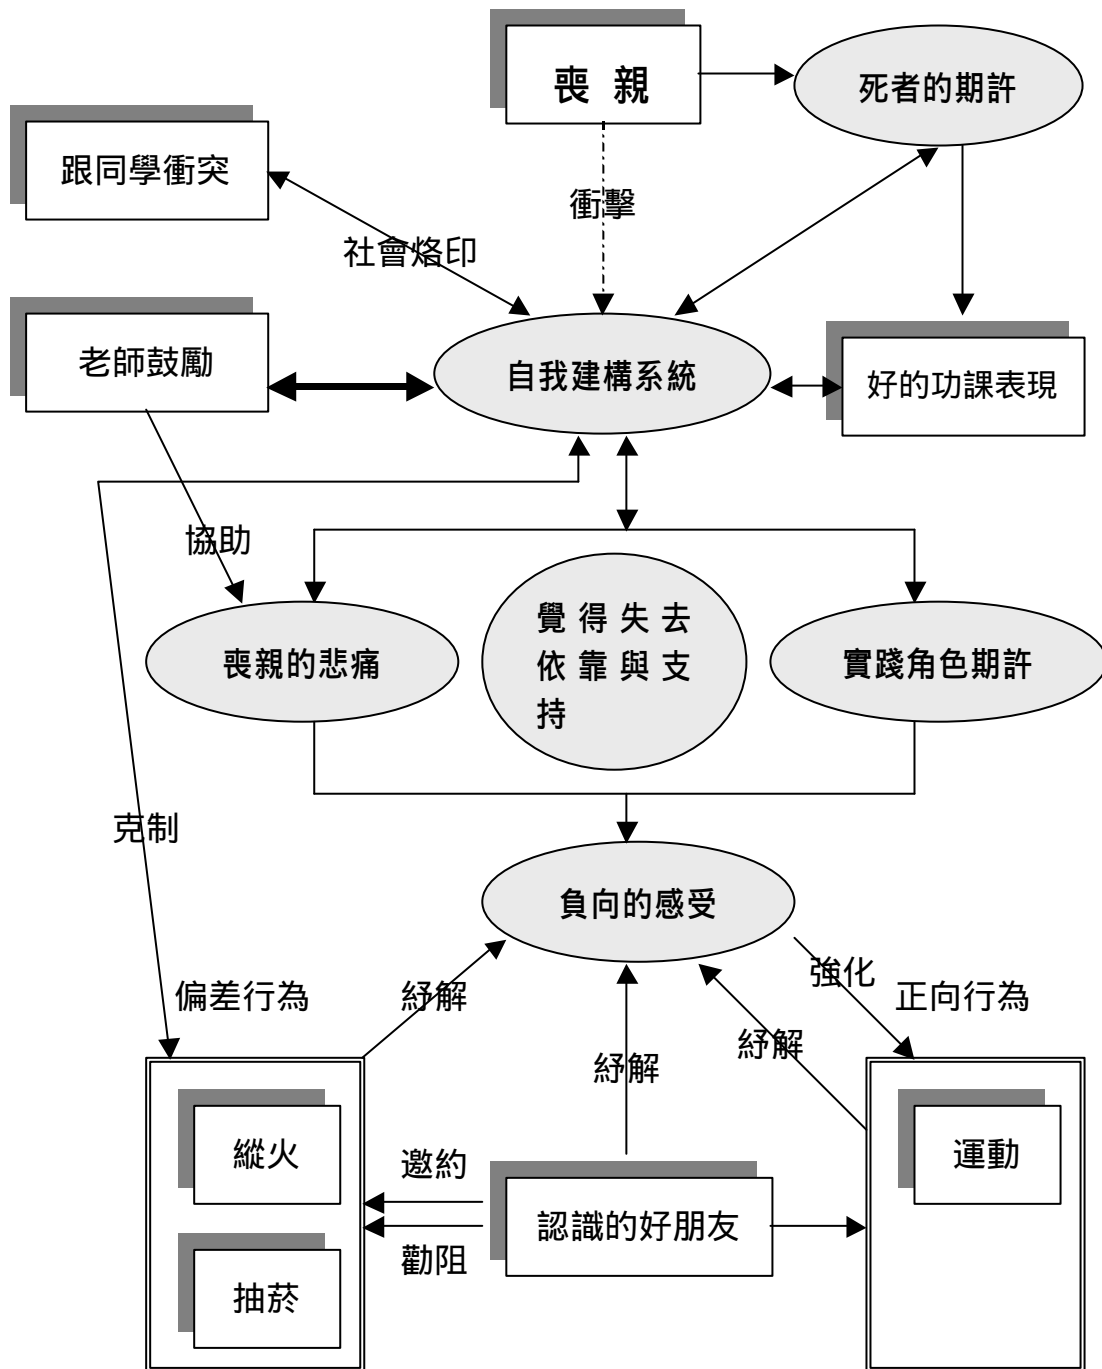 喪 親
死者的期許
跟同學衝突
衝擊
社會烙印
老師鼓勵
自我建構系統
好的功課表現
協助
喪親的悲痛
覺得失去
依靠與支
持
實踐角色期許
克制
負向的感受
偏差行為
紓解
強化
正向行為
紓解
紓解
縱火
邀約
認識的好朋友
運動
勸阻
抽菸